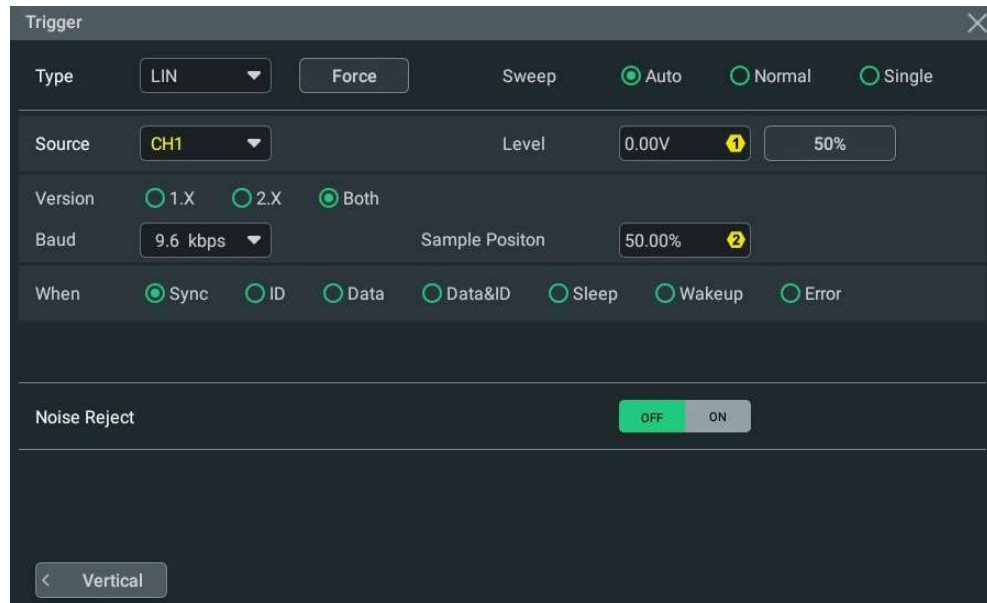 Trigger
Type LIN Force Sweep Auto Normal Single
Source CH1 Level 0.00V 1 50%
Version 1.X 2.X Both
Baud 9.6 kbps Sample Positon 50.00% 2
When Sync ID Data Data&ID Sleep Wakeup Error
Noise Reject OFF ON
< Vertical